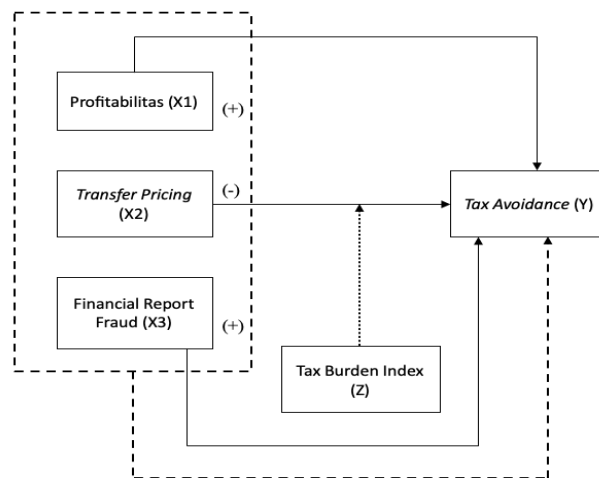 Profitabilitas (X1)
(+)
Transfer Pricing
(X2)
(-)
Tax Avoidance (Y)
Financial Report
Fraud (X3)
(+)
Tax Burden Index
(Z)